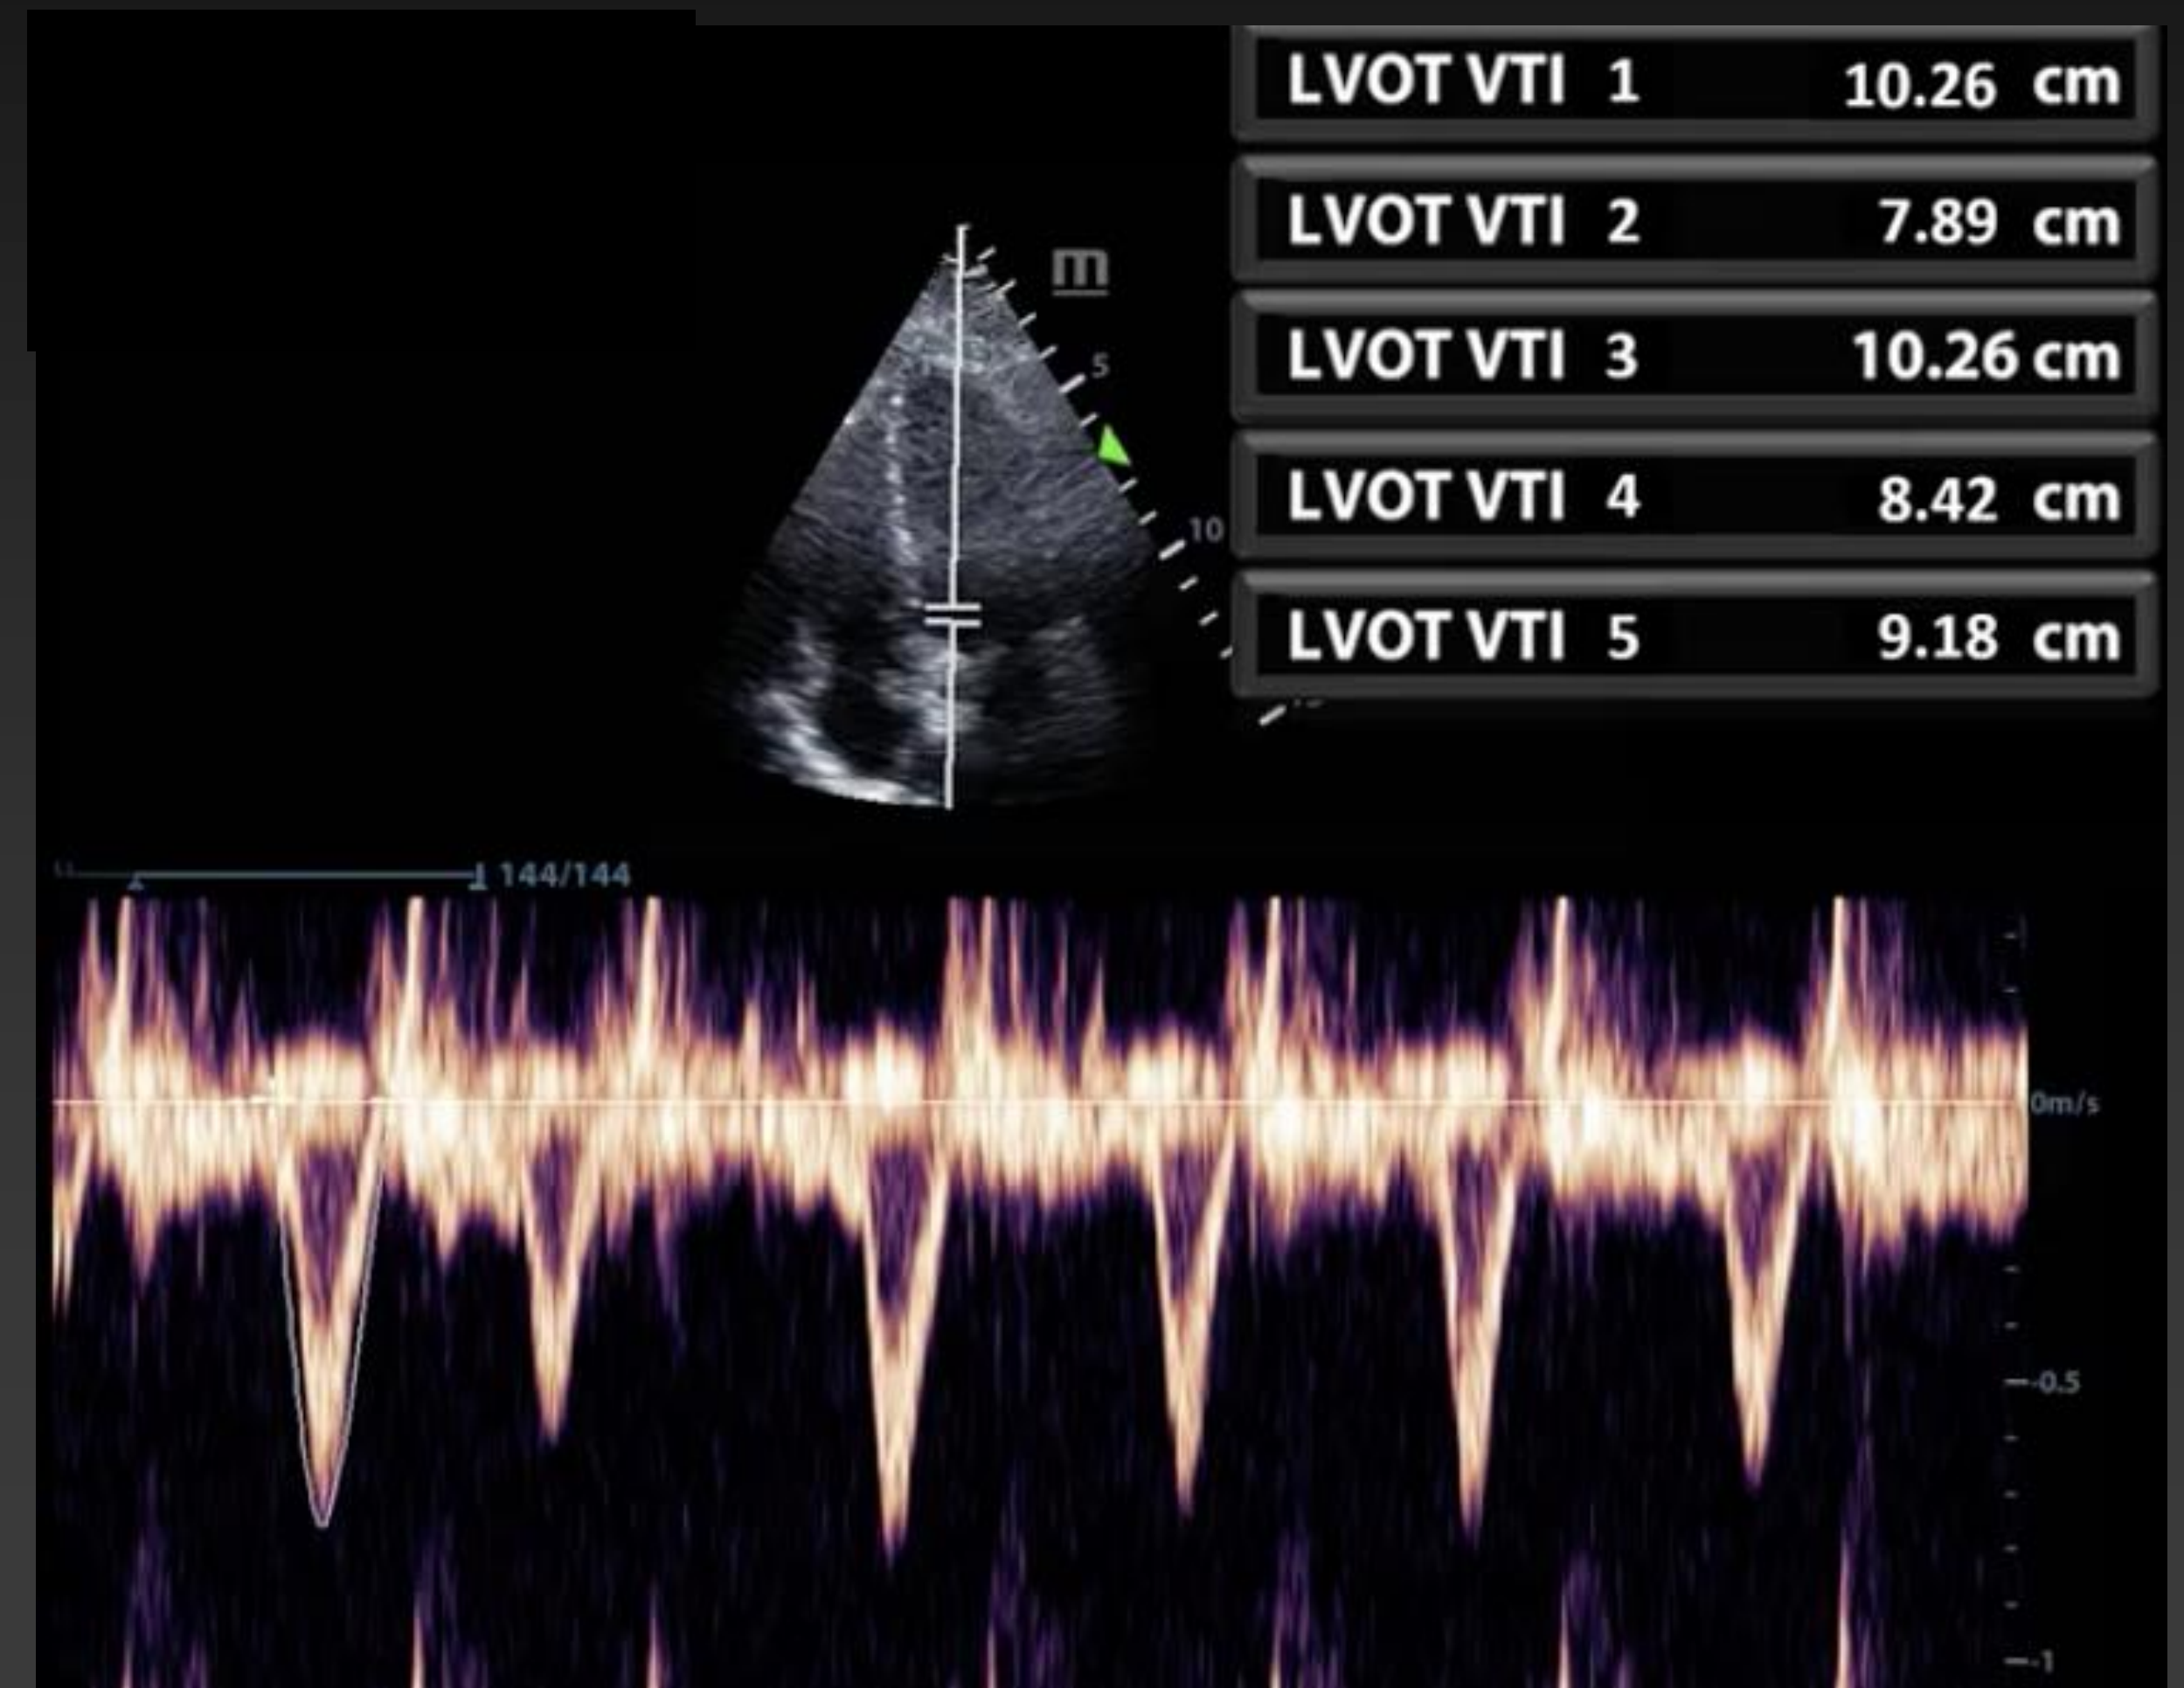 LVOT VTI 1 10.26 cm
LVOT VTI 2 7.89 cm
m
LVOT VTI 3 10.26 cm
5
LVOT VTI 4 8.42 cm
10
LVOT VTI 5 9.18 cm
144/144
0m/s
-0.5
-1